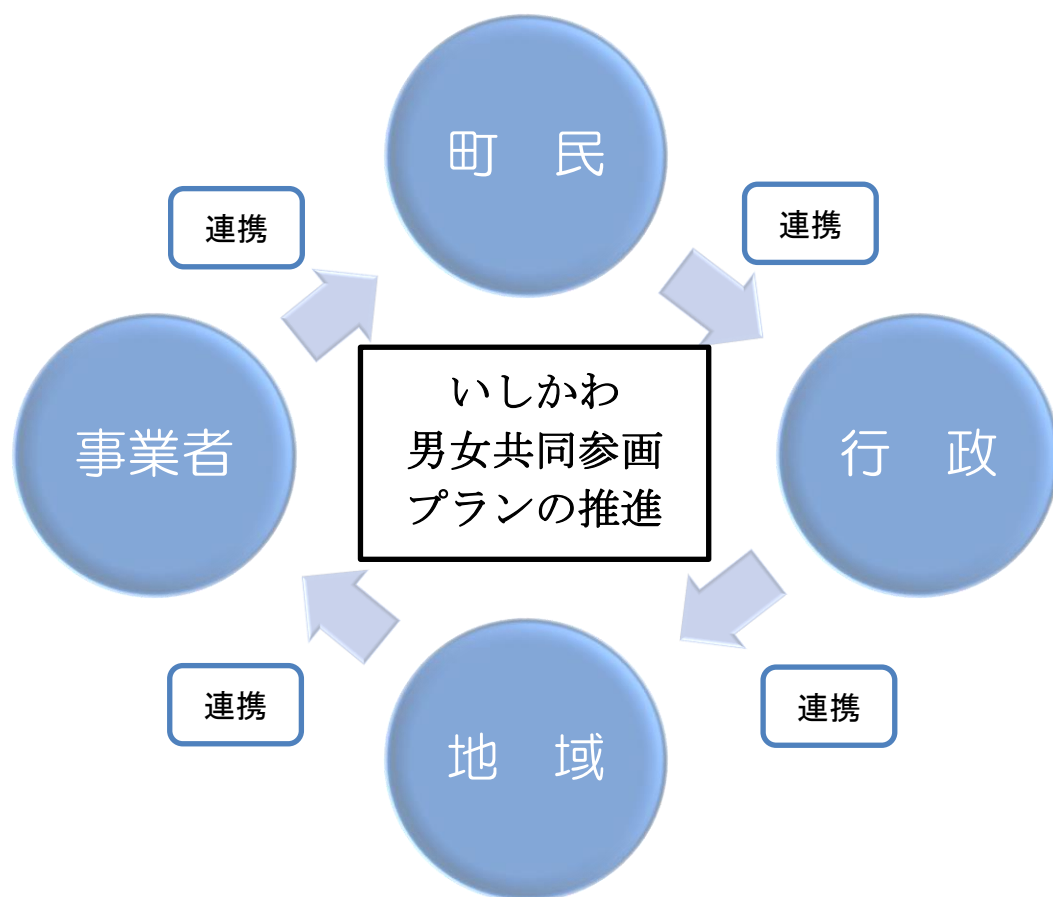 町　民
連携
連携
いしかわ
男女共同参画
プランの推進
事業者
行　政
連携
連携
地　域